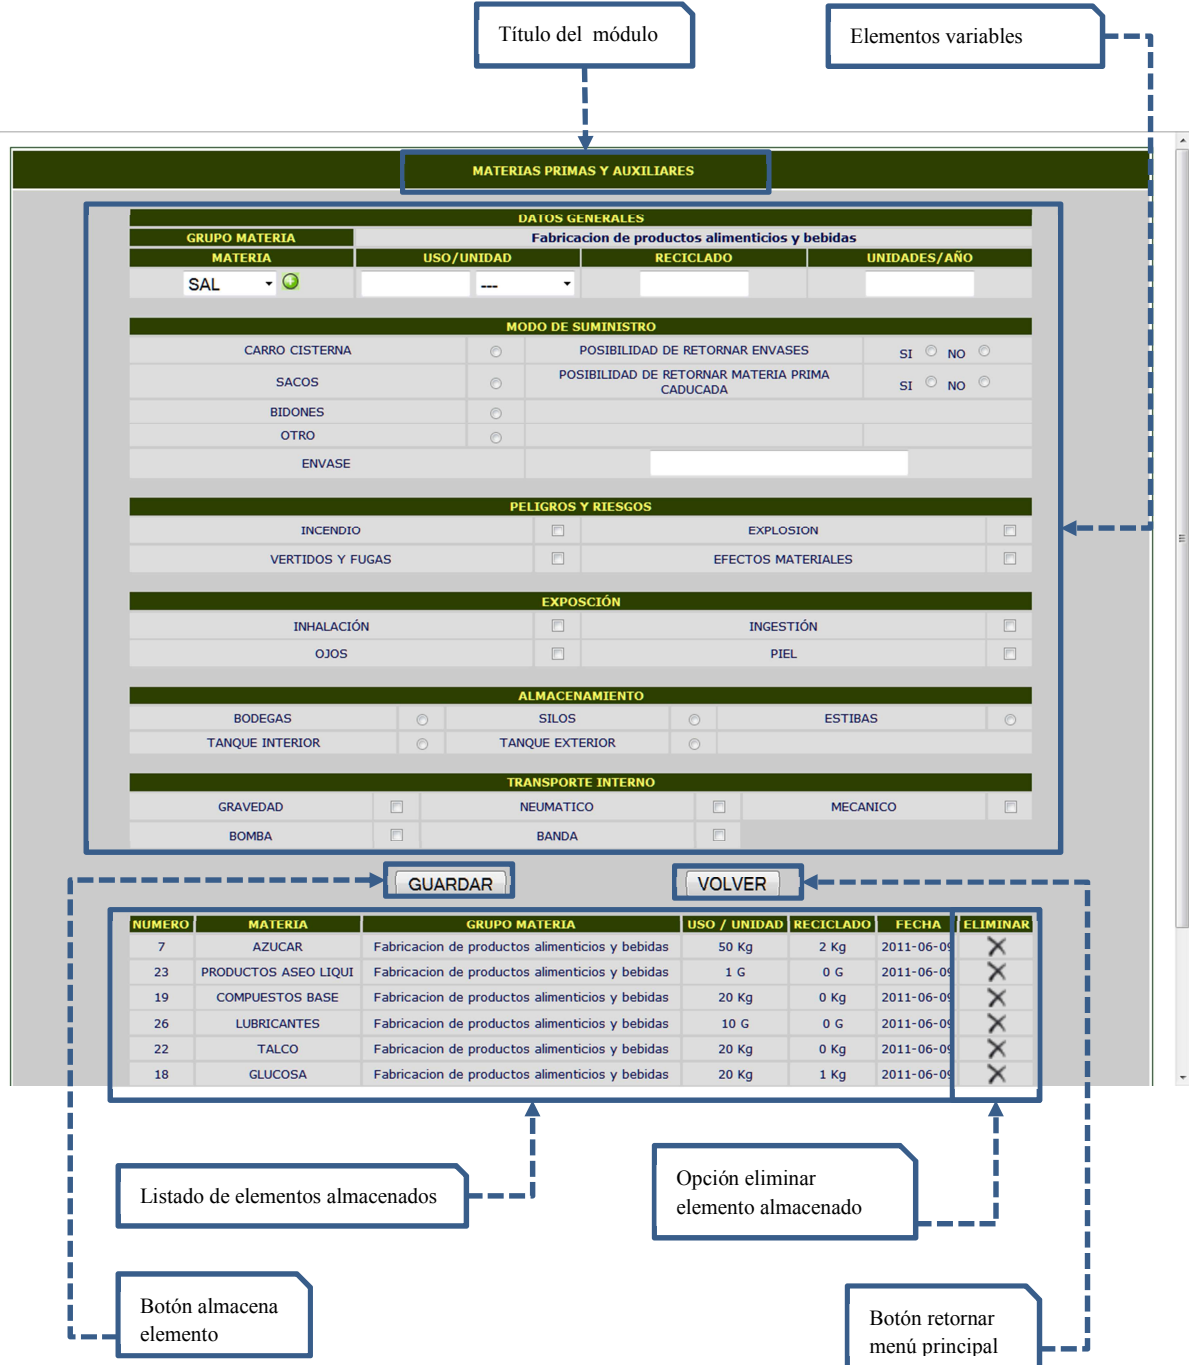 Título del módulo
Elementos variables
MATERIAS PRIMAS Y AUXILIARES
DATOS GENERALES
GRUPO MATERIA Fabricacion de productos alimenticios y bebidas
MATERIA USO/UNIDAD RECICLADO UNIDADES/AÑO
SAL ---
MODO DE SUMINISTRO
CARRO CISTERNA POSIBILIDAD DE RETORNAR ENVASES SI NO
SACOS POSIBILIDAD DE RETORNAR MATERIA PRIMA CADUCADA SI NO
BIDONES
OTRO
ENVASE
PELIGROS Y RIESGOS
INCENDIO EXPLOSION
VERTIDOS Y FUGAS EFECTOS MATERIALES
EXPOSCIÓN
INHALACIÓN INGESTIÓN
OJOS PIEL
ALMACENAMIENTO
BODEGAS SILOS ESTIBAS
TANQUE INTERIOR TANQUE EXTERIOR
TRANSPORTE INTERNO
GRAVEDAD NEUMATICO MECANICO
BOMBA BANDA
GUARDAR VOLVER
NUMERO MATERIA GRUPO MATERIA USO / UNIDAD RECICLADO FECHA ELIMINAR
7 AZUCAR Fabricacion de productos alimenticios y bebidas 50 Kg 2 Kg 2011-06-09
23 PRODUCTOS ASEO LIQUI Fabricacion de productos alimenticios y bebidas 1 G 0 G 2011-06-09
19 COMPUESTOS BASE Fabricacion de productos alimenticios y bebidas 20 Kg 0 Kg 2011-06-09
26 LUBRICANTES Fabricacion de productos alimenticios y bebidas 10 G 0 G 2011-06-09
22 TALCO Fabricacion de productos alimenticios y bebidas 20 Kg 0 Kg 2011-06-09
18 GLUCOSA Fabricacion de productos alimenticios y bebidas 20 Kg 1 Kg 2011-06-09
Listado de elementos almacenados
Opción eliminar
elemento almacenado
Botón almacena
elemento
Botón retornar
menú principal